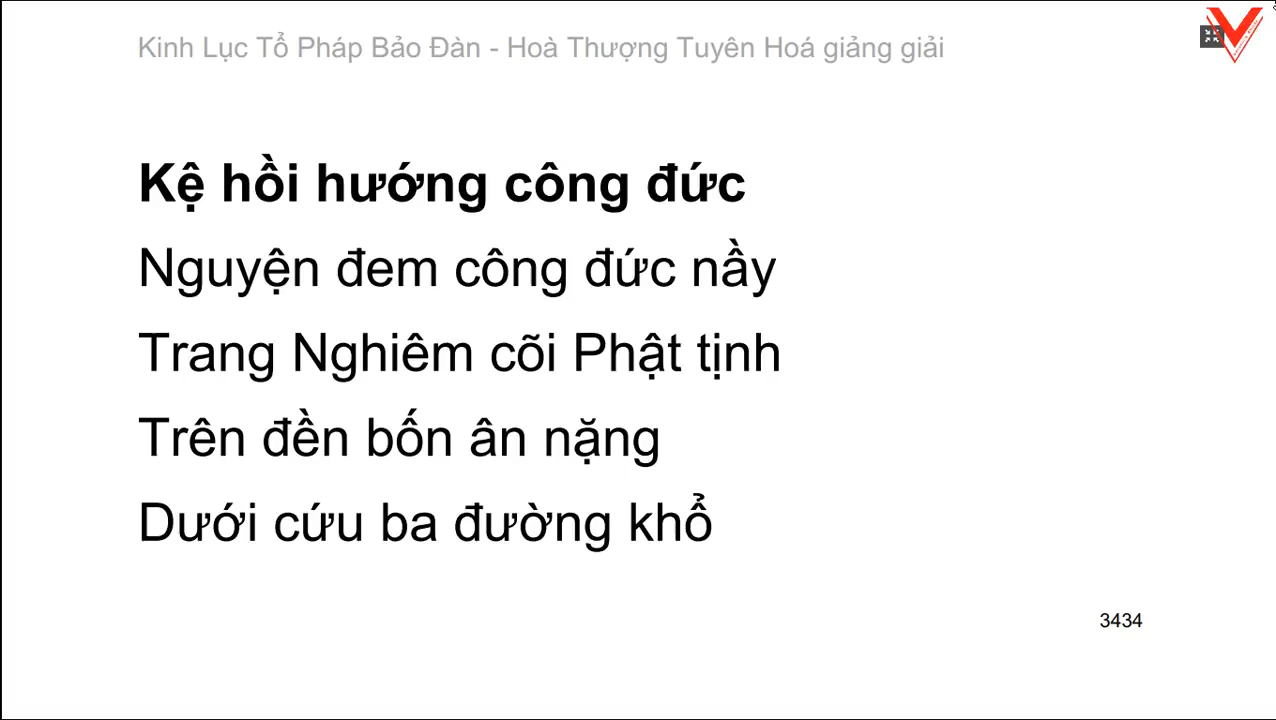 Kinh Lục Tổ Pháp Bảo Đàn - Hoà Thượng Tuyên Hoá giảng giải
Kệ hồi hướng công đức
Nguyện đem công đức nầy
Trang Nghiêm cõi Phật tịnh
Trên đền bốn ân nặng
Dưới cứu ba đường khổ
3434